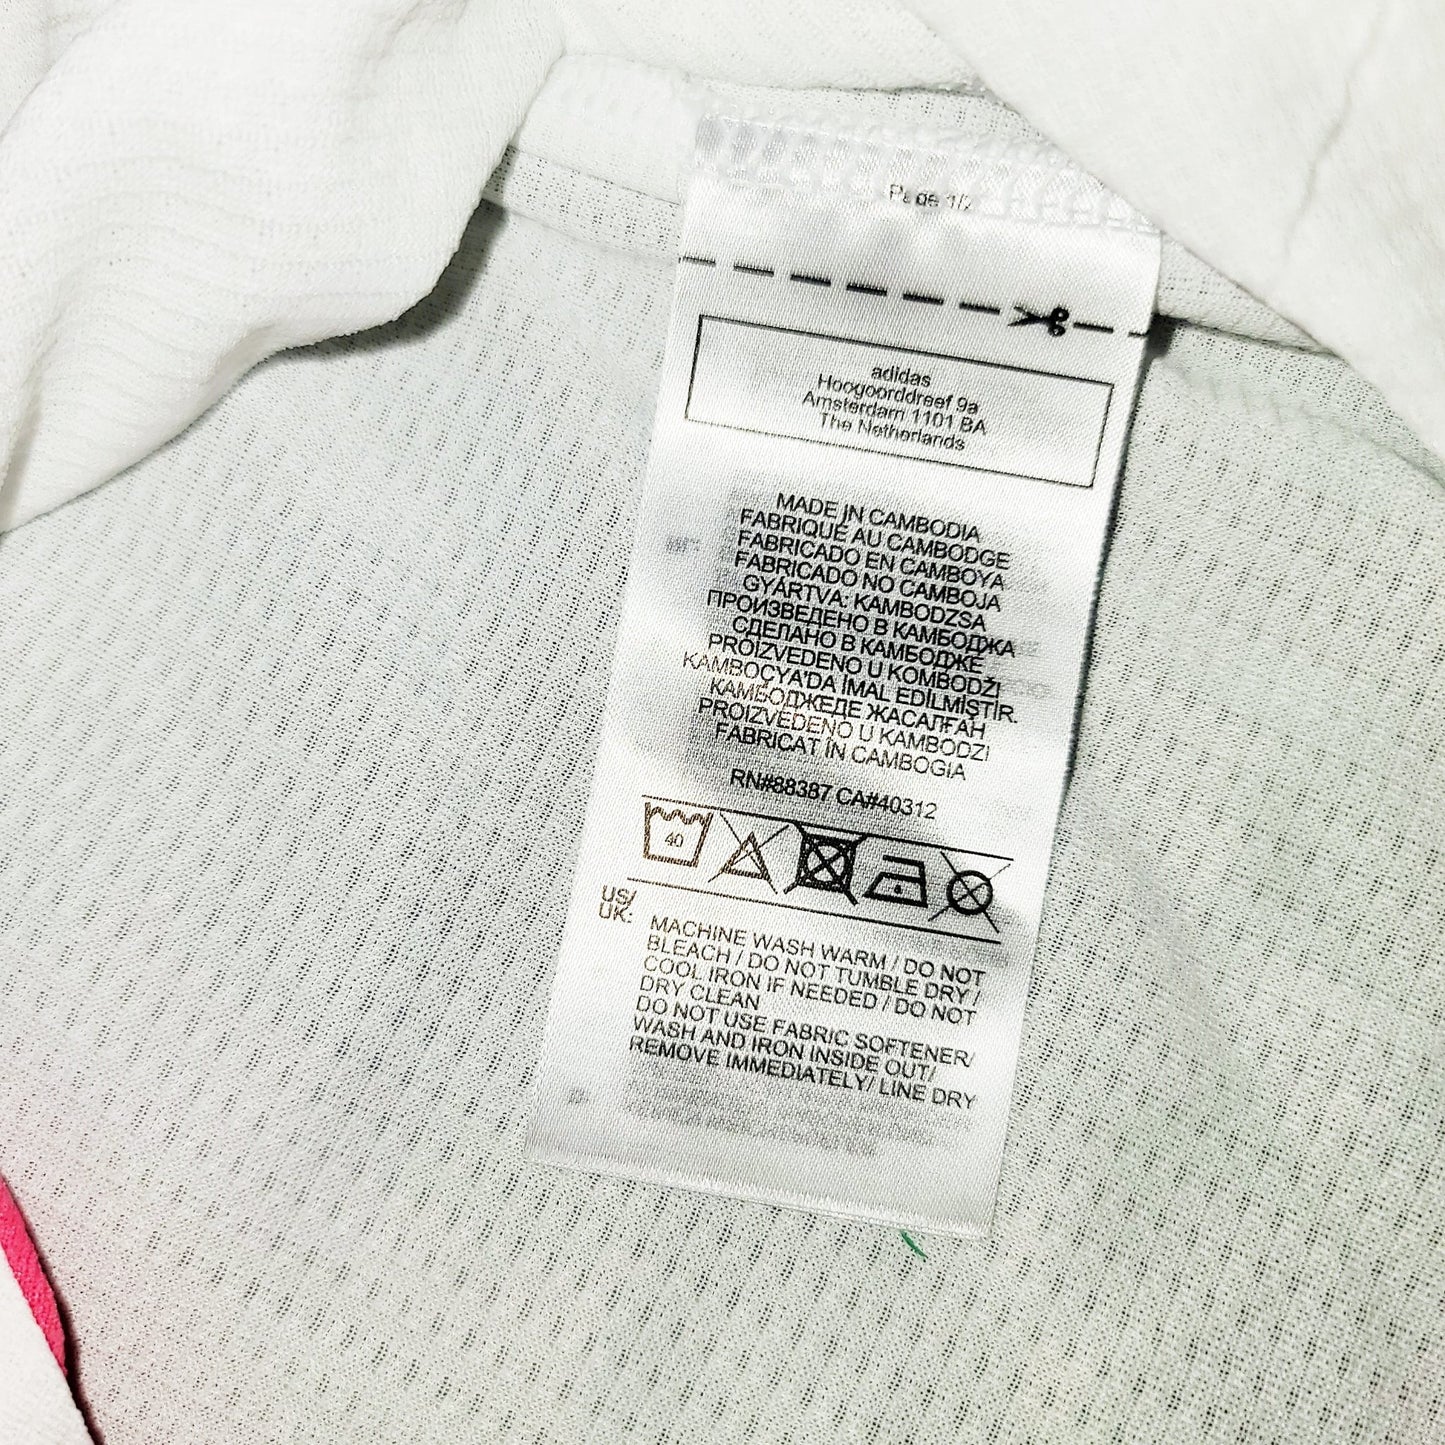 Page 1/2
adidas
Hoogoorddreef 9a
Amsterdam 1101 BA
The Netherlands
MADE IN CAMBODIA
FABRIQUÉ AU CAMBODGE
FABRICADO EN CAMBOYA
FABRICADO NO CAMBOJA
GYÁRTVA: KAMBODZSA
ПРОИЗВЕДЕНО В КАМБОДЖА
СДЕЛАНО В КАМБОДЖЕ
PROIZVEDENO U KOMBODŽI
KAMBOÇYA'DA İMAL EDİLMİŞTİR.
КАМБОДЖЕДЕ ЖАСАЛҒАН
PROIZVEDENO U KAMBODZI
FABRICAT ÎN CAMBOGIA
RN#88387 CA#40312
40
US/
UK:
MACHINE WASH WARM / DO NOT
BLEACH / DO NOT TUMBLE DRY /
COOL IRON IF NEEDED / DO NOT
DRY CLEAN
DO NOT USE FABRIC SOFTENER/
WASH AND IRON INSIDE OUT/
REMOVE IMMEDIATELY/ LINE DRY